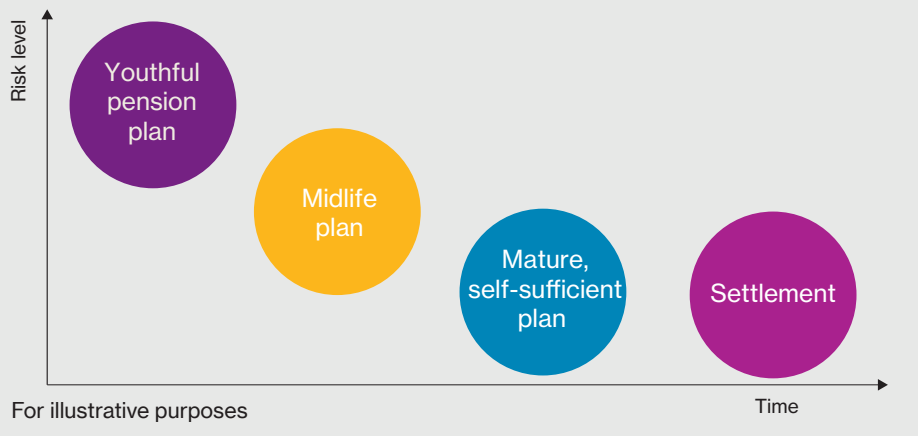 Risk level
Youthful
pension
plan
Midlife
plan
Mature,
self-sufficient
plan
Settlement
For illustrative purposes
Time